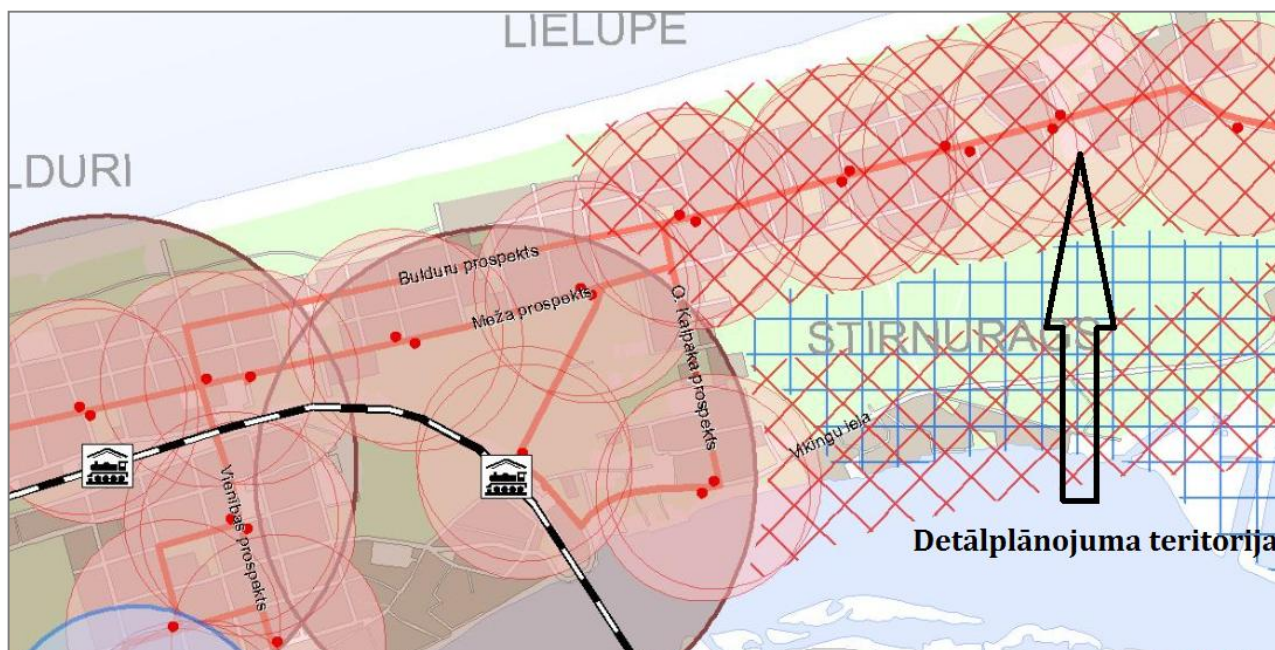 LIELUPE
LDURI
Bulduru prospekts
Meža prospekts
O. Kalpaka prospekts
STIRNURAGS
Vikingu iela
Vienības prospekts
Detālplānojuma teritorija